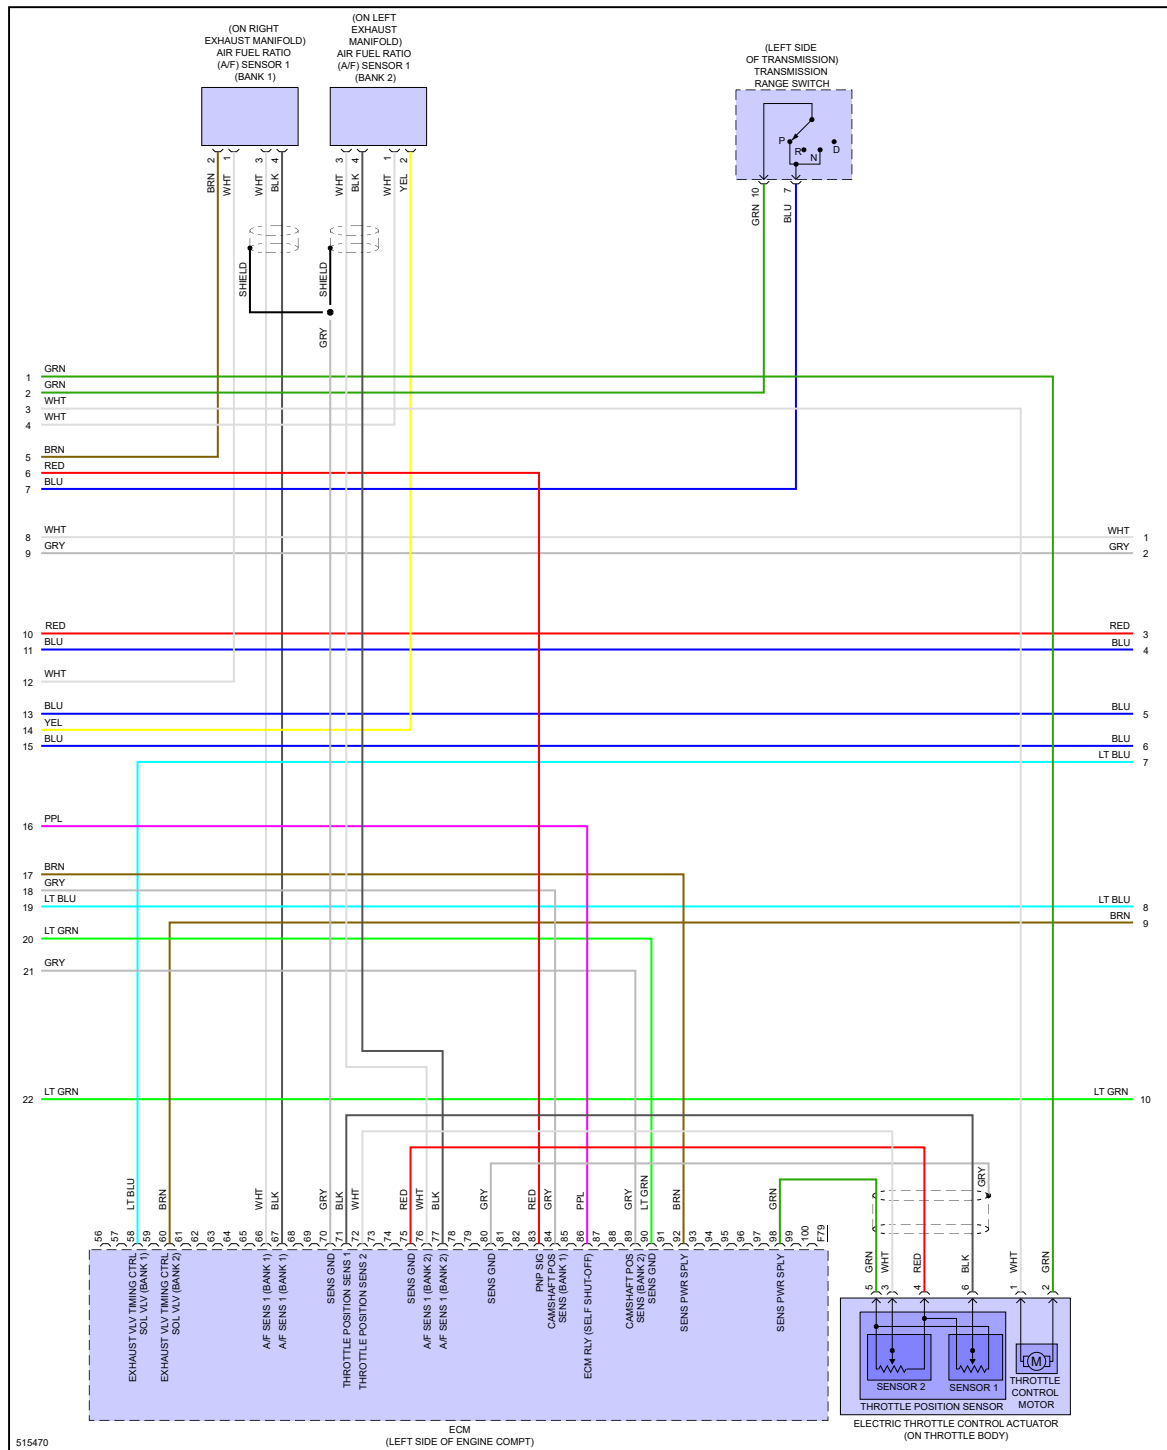 (ON RIGHT
EXHAUST MANIFOLD)
AIR FUEL RATIO
(A/F) SENSOR 1
(BANK 1)
(ON LEFT
EXHAUST
MANIFOLD)
AIR FUEL RATIO
(A/F) SENSOR 1
(BANK 2)
(LEFT SIDE
OF TRANSMISSION)
TRANSMISSION
RANGE SWITCH
P
R
N
D
2 1 3 4
BRN WHT WHT BLK
3 4 1 2
WHT BLK WHT YEL
10 7
GRN BLU
SHIELD
SHIELD
GRY
1 GRN
2 GRN
3 WHT
4 WHT
5 BRN
6 RED
7 BLU
8 WHT WHT 1
9 GRY GRY 2
10 RED RED 3
11 BLU BLU 4
12 WHT
13 BLU BLU 5
14 YEL
15 BLU BLU 6
LT BLU 7
16 PPL
17 BRN
18 GRY
19 LT BLU LT BLU 8
BRN 9
20 LT GRN
21 GRY
22 LT GRN LT GRN 10
LT BLU BRN WHT BLK GRY BLK WHT RED WHT BLK GRY RED GRY PPL GRY LT GRN BRN GRN GRY
56 57 58 59 60 61 62 63 64 65 66 67 68 69 70 71 72 73 74 75 76 77 78 79 80 81 82 83 84 85 86 87 88 89 90 91 92 93 94 95 96 97 98 99 100 F79
EXHAUST VLV TIMING CTRL
SOL VLV (BANK 1)
EXHAUST VLV TIMING CTRL
SOL VLV (BANK 2)
A/F SENS 1 (BANK 1)
A/F SENS 1 (BANK 1)
SENS GND
THROTTLE POSITION SENS 1
THROTTLE POSITION SENS 2
SENS GND
A/F SENS 1 (BANK 2)
A/F SENS 1 (BANK 2)
SENS GND
PNP SIG
CAMSHAFT POS
SENS (BANK 1)
ECM RLY (SELF SHUT-OFF)
CAMSHAFT POS
SENS (BANK 2)
SENS GND
SENS PWR SPLY
SENS PWR SPLY
GRN WHT RED BLK WHT GRN
5 3 4 6 1 2
M
SENSOR 2
SENSOR 1
THROTTLE
CONTROL
MOTOR
THROTTLE POSITION SENSOR
ELECTRIC THROTTLE CONTROL ACTUATOR
(ON THROTTLE BODY)
ECM
(LEFT SIDE OF ENGINE COMPT)
515470